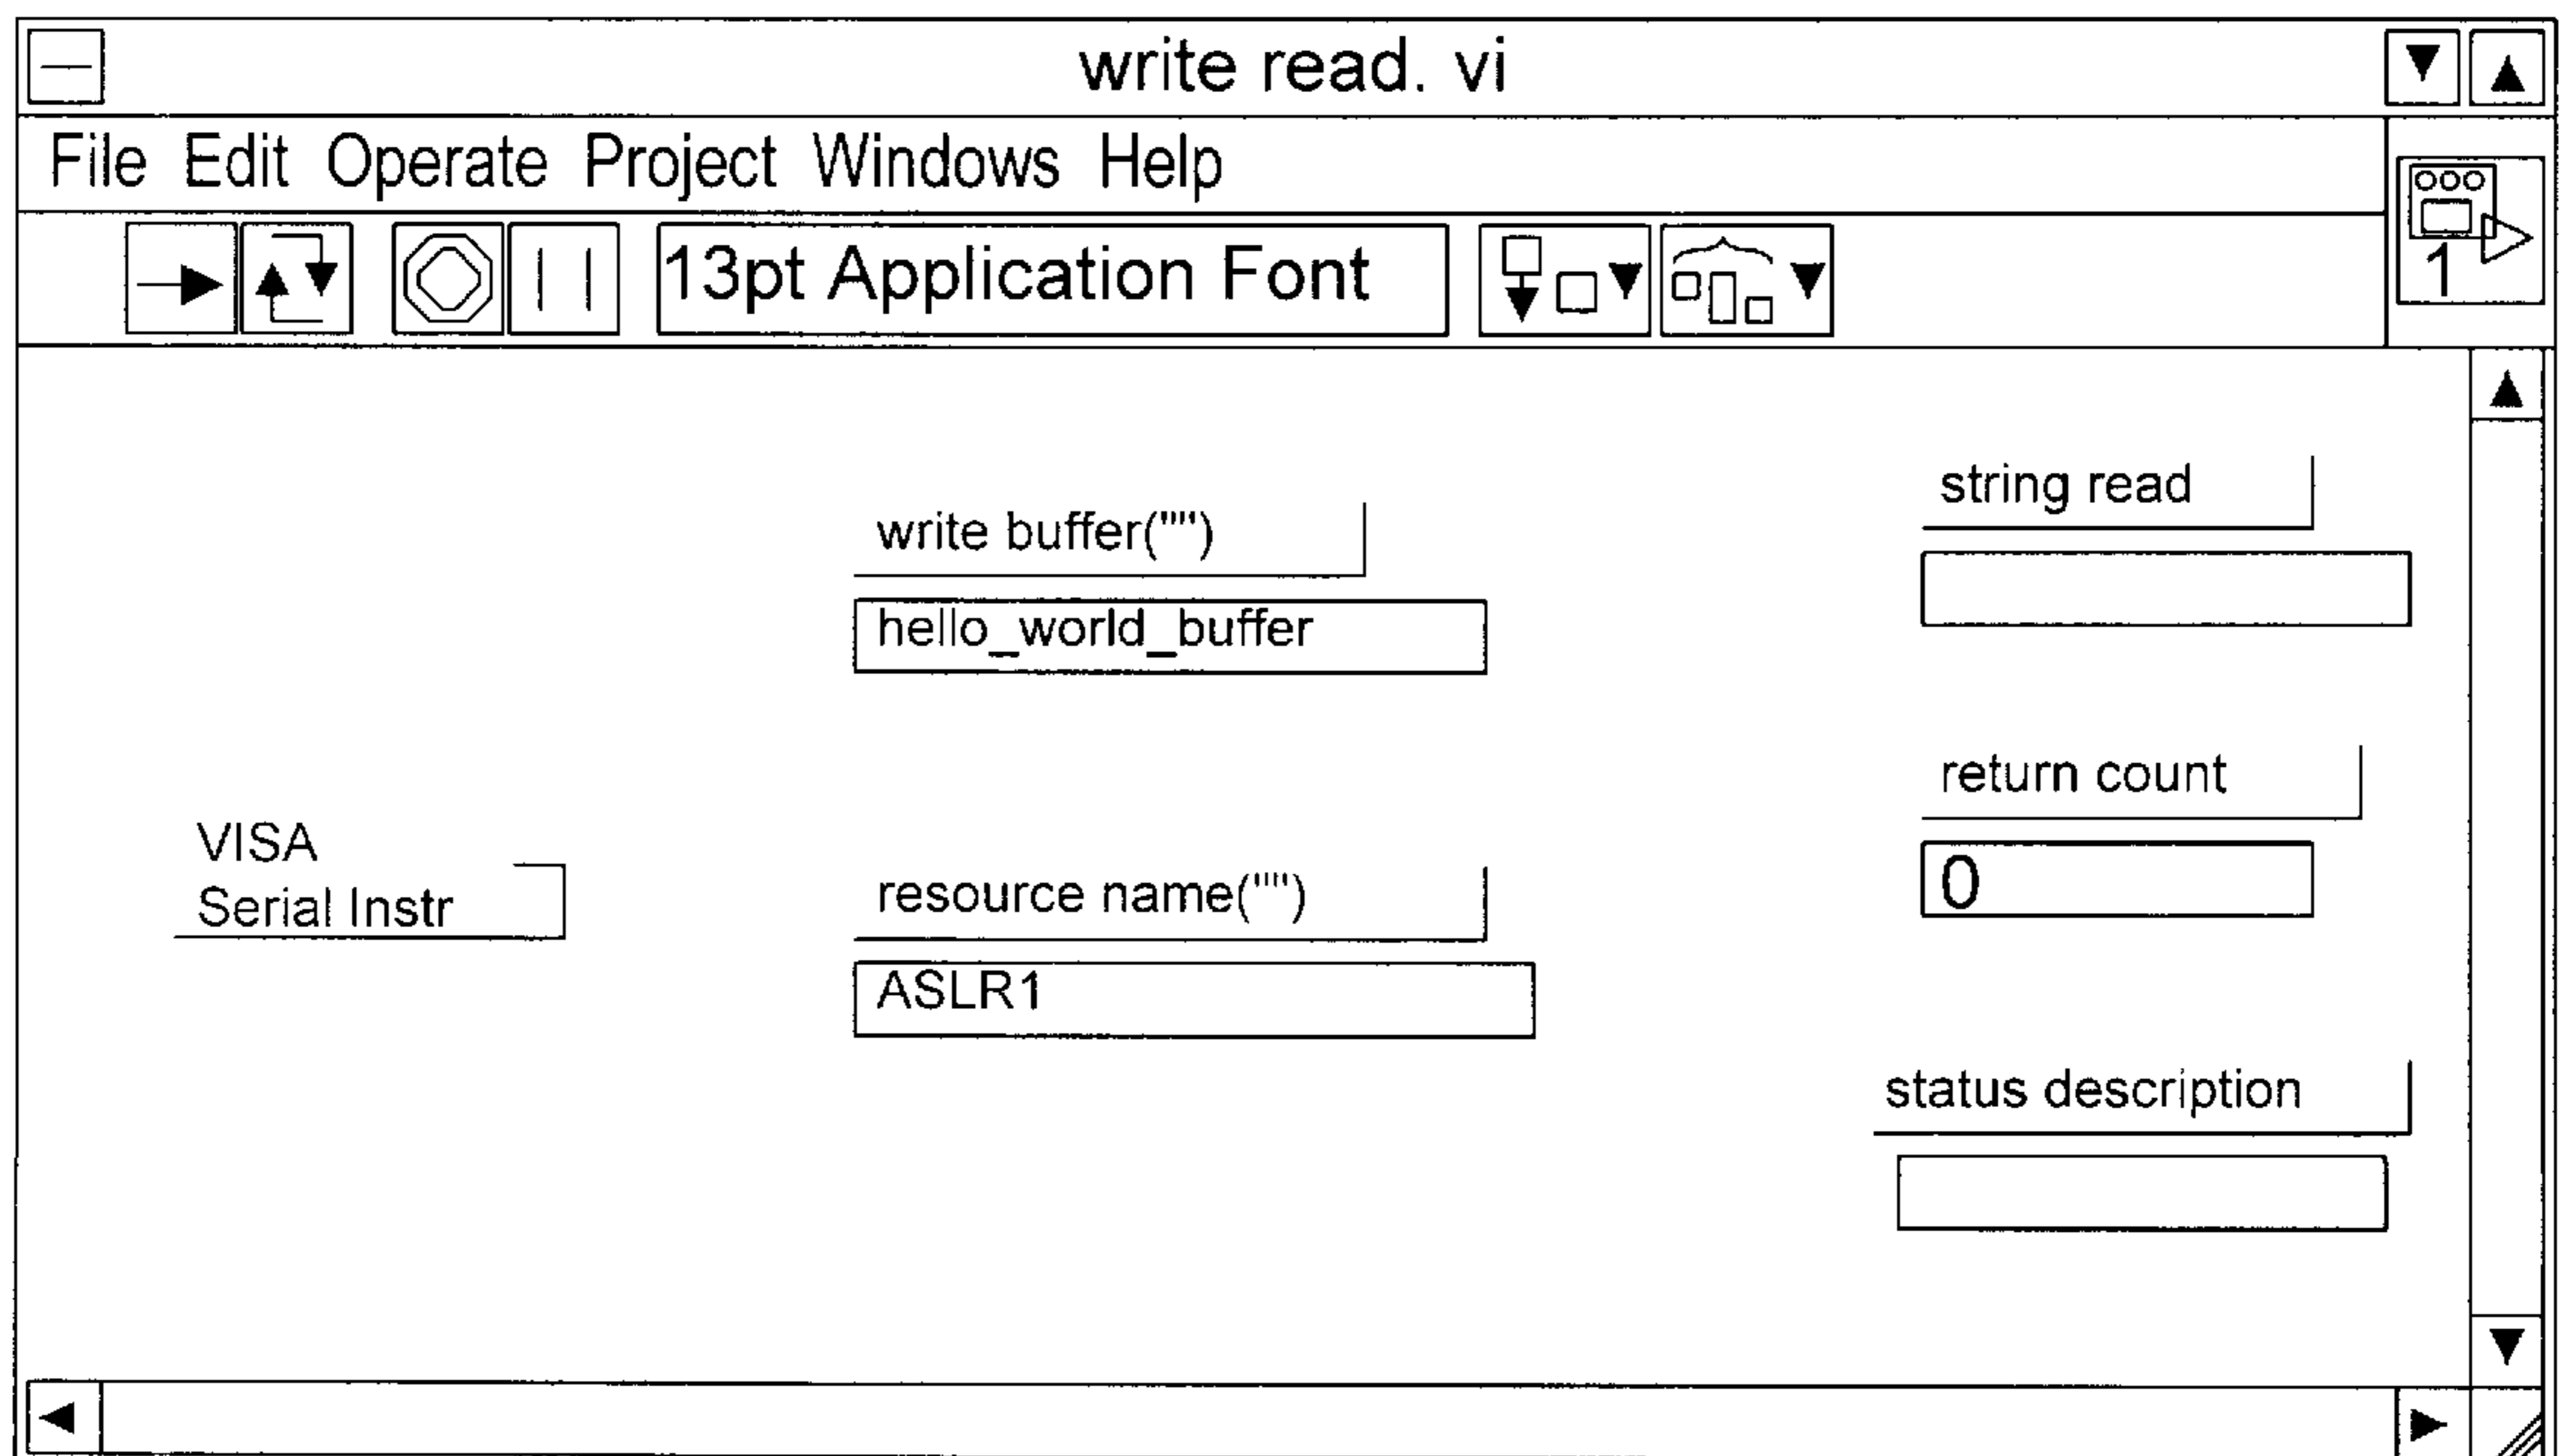 write read. vi
File Edit Operate Project Windows Help
13pt Application Font
1
string read
write buffer("")
hello_world_buffer
return count
0
VISA
Serial Instr
resource name("")
ASLR1
status description